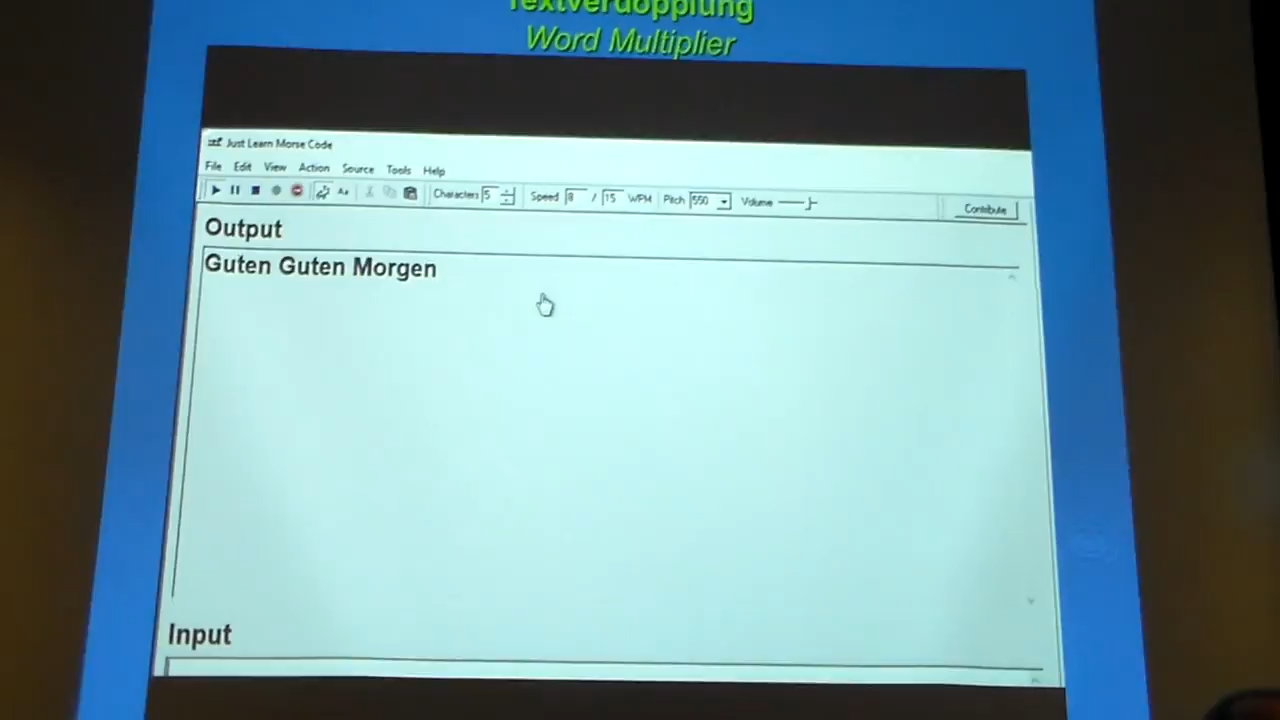 Textverdopplung
Word Multiplier
Just Learn Morse Code
File Edit View Action Source Tools Help
Characters 5 Speed 8 / 15 WPM Pitch 550 Volume Contribute
Output
Guten Guten Morgen
Input